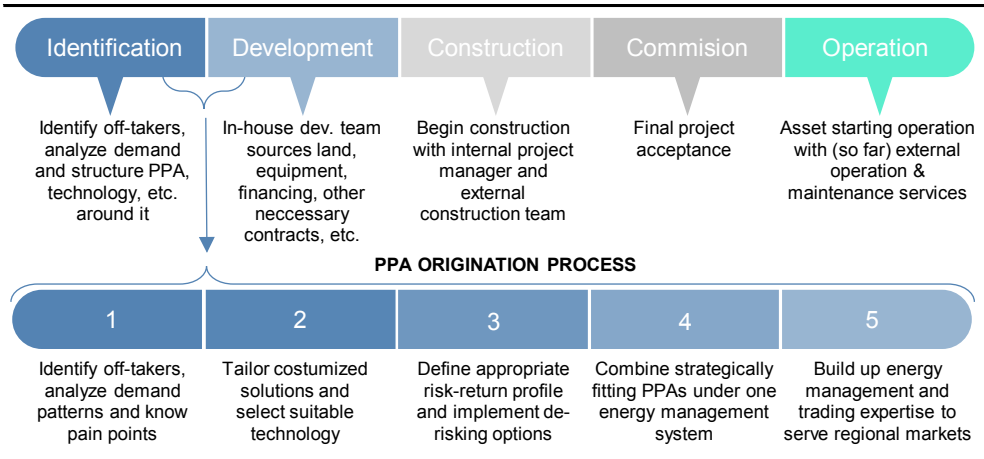 Identification
Development
Construction
Commision
Operation
Identify off-takers,
analyze demand
and structure PPA,
technology, etc.
around it
In-house dev. team
sources land,
equipment,
financing, other
neccessary
contracts, etc.
Begin construction
with internal project
manager and
external
construction team
Final project
acceptance
Asset starting operation
with (so far) external
operation &
maintenance services
PPA ORIGINATION PROCESS
1
2
3
4
5
Identify off-takers,
analyze demand
patterns and know
pain points
Tailor costumized
solutions and
select suitable
technology
Define appropriate
risk-return profile
and implement de-
risking options
Combine strategically
fitting PPAs under one
energy management
system
Build up energy
management and
trading expertise to
serve regional markets